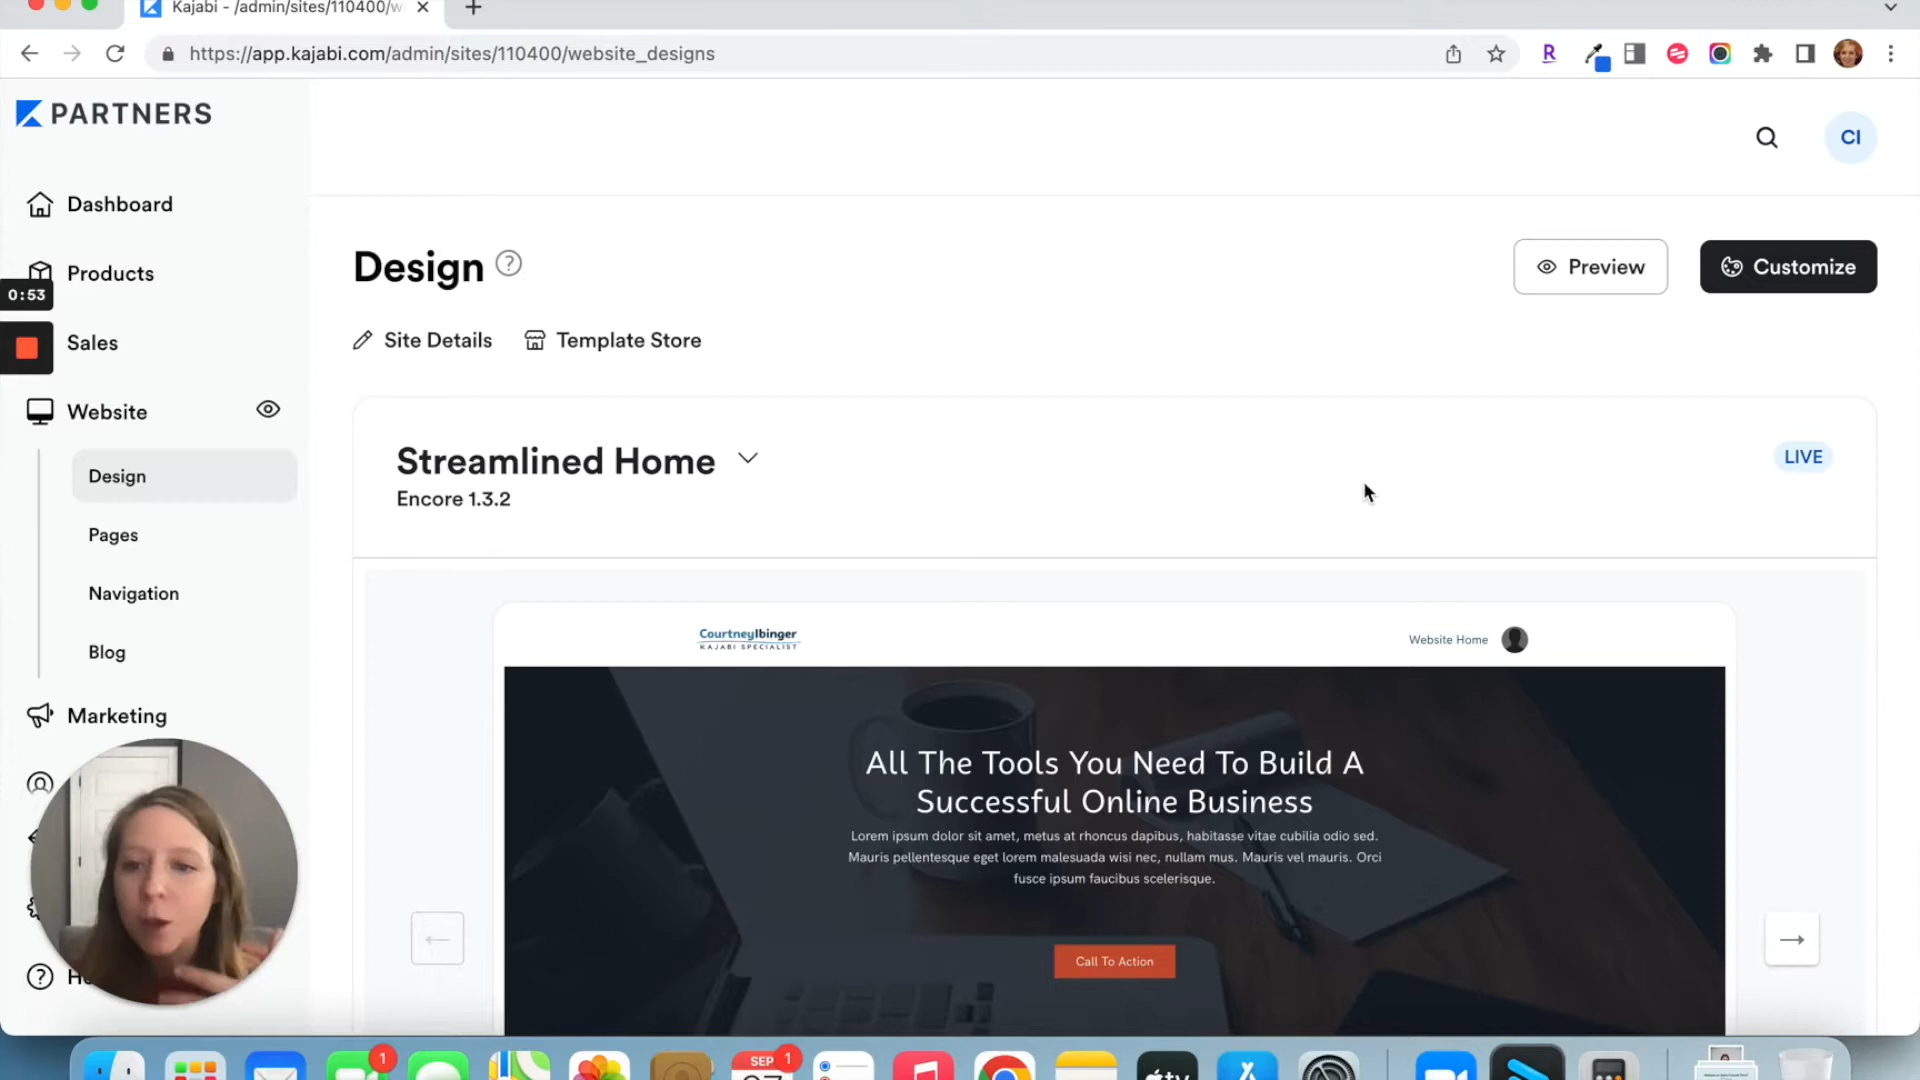 Kajabi - /admin/sites/110400/w
https://app.kajabi.com/admin/sites/110400/website_designs
R
PARTNERS
CI
Dashboard
Products
0:53
Sales
Website
Design
Pages
Navigation
Blog
Marketing
Design ?
Preview
Customize
Site Details
Template Store
Streamlined Home
Encore 1.3.2
LIVE
CourtneyIbinger
KAJABI SPECIALIST
Website Home
All The Tools You Need To Build A
Successful Online Business
Lorem ipsum dolor sit amet, metus at rhoncus dapibus, habitasse vitae cubilia odio sed.
Mauris pellentesque eget lorem malesuada wisi nec, nullam mus. Mauris vel mauris. Orci
fusce ipsum faucibus scelerisque.
Call To Action
1
SEP
1
tv